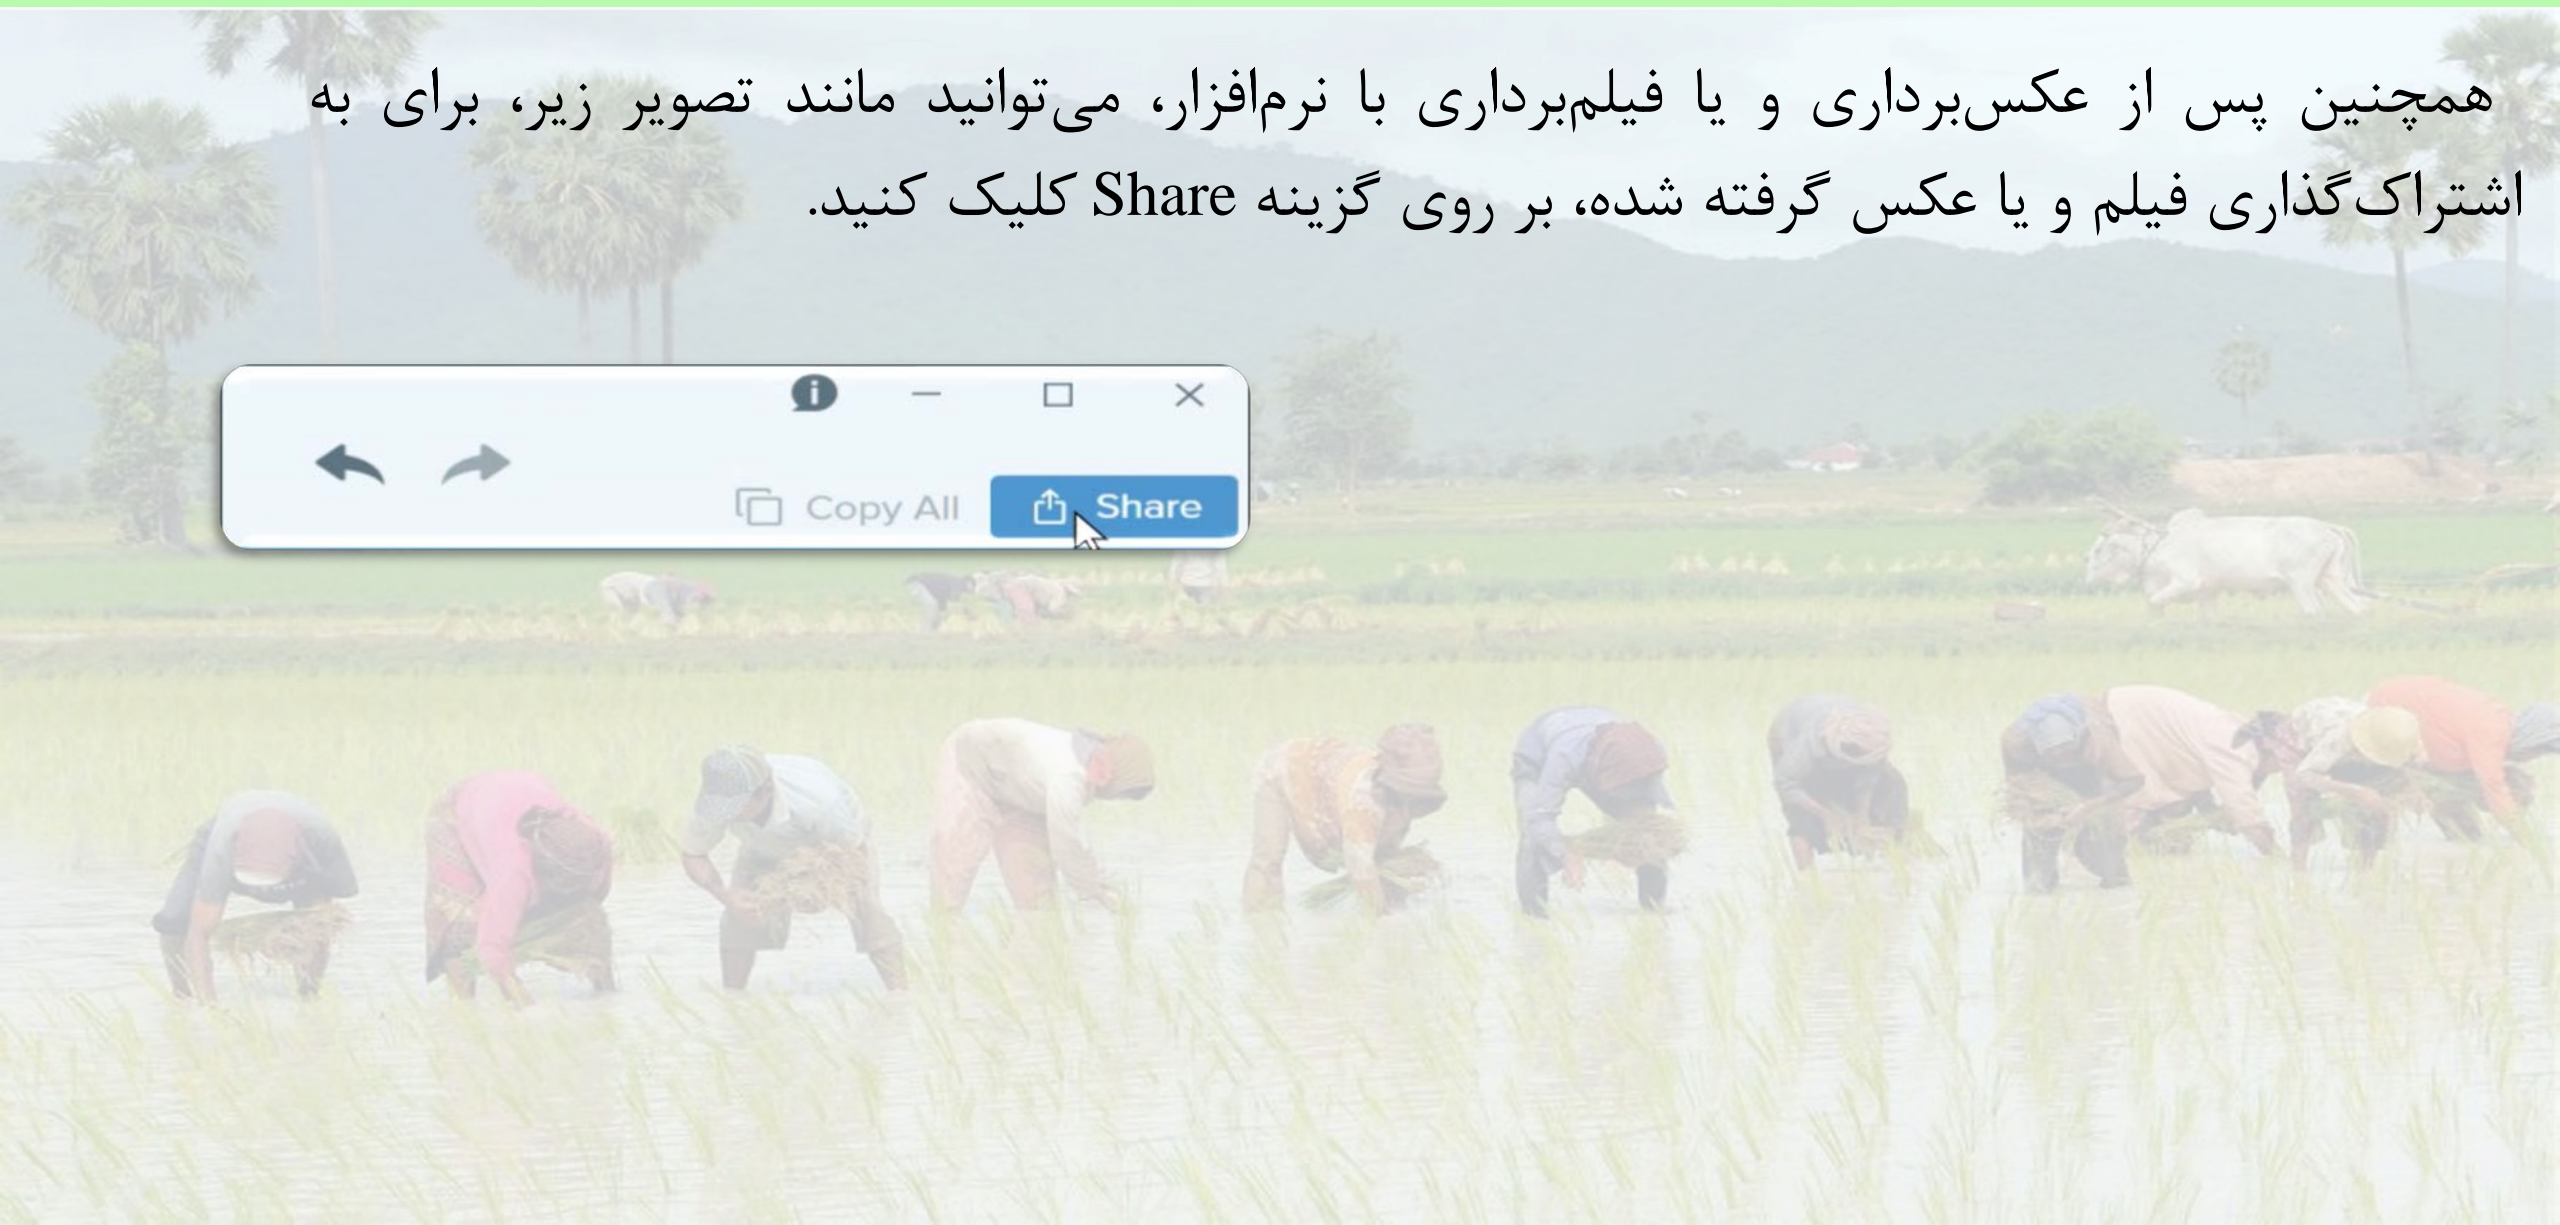 همچنین پس از عکس‌برداری و یا فیلم‌برداری با نرم‌افزار، می‌توانید مانند تصویر زیر، برای به
اشتراک‌گذاری فیلم و یا عکس گرفته شده، بر روی گزینه Share کلیک کنید.
Copy All Share